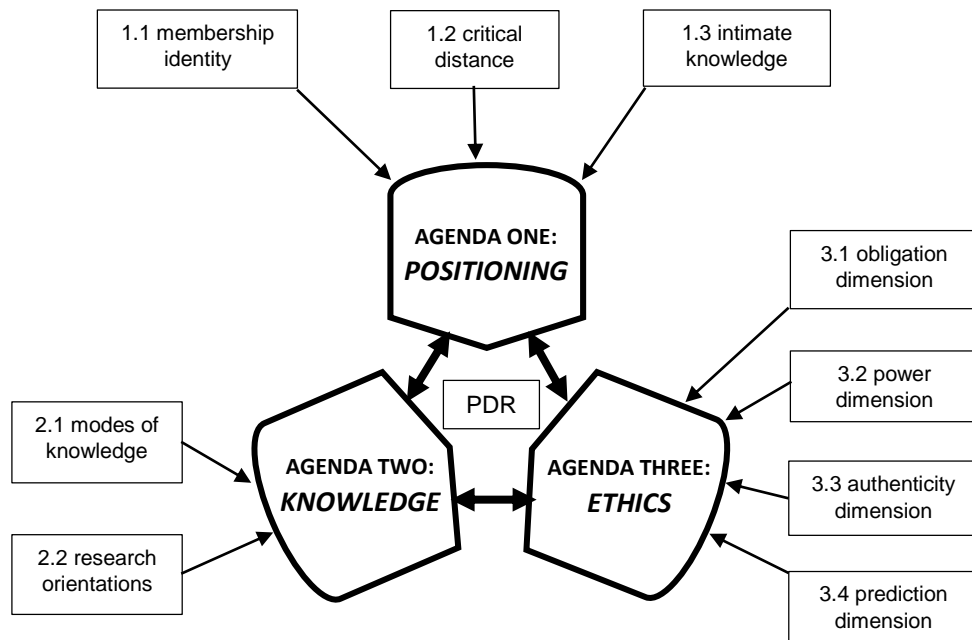 1.1 membership
identity
1.2 critical
distance
1.3 intimate
knowledge
AGENDA ONE:
POSITIONING
3.1 obligation
dimension
3.2 power
dimension
PDR
2.1 modes of
knowledge
AGENDA TWO:
KNOWLEDGE
AGENDA THREE:
ETHICS
3.3 authenticity
dimension
2.2 research
orientations
3.4 prediction
dimension